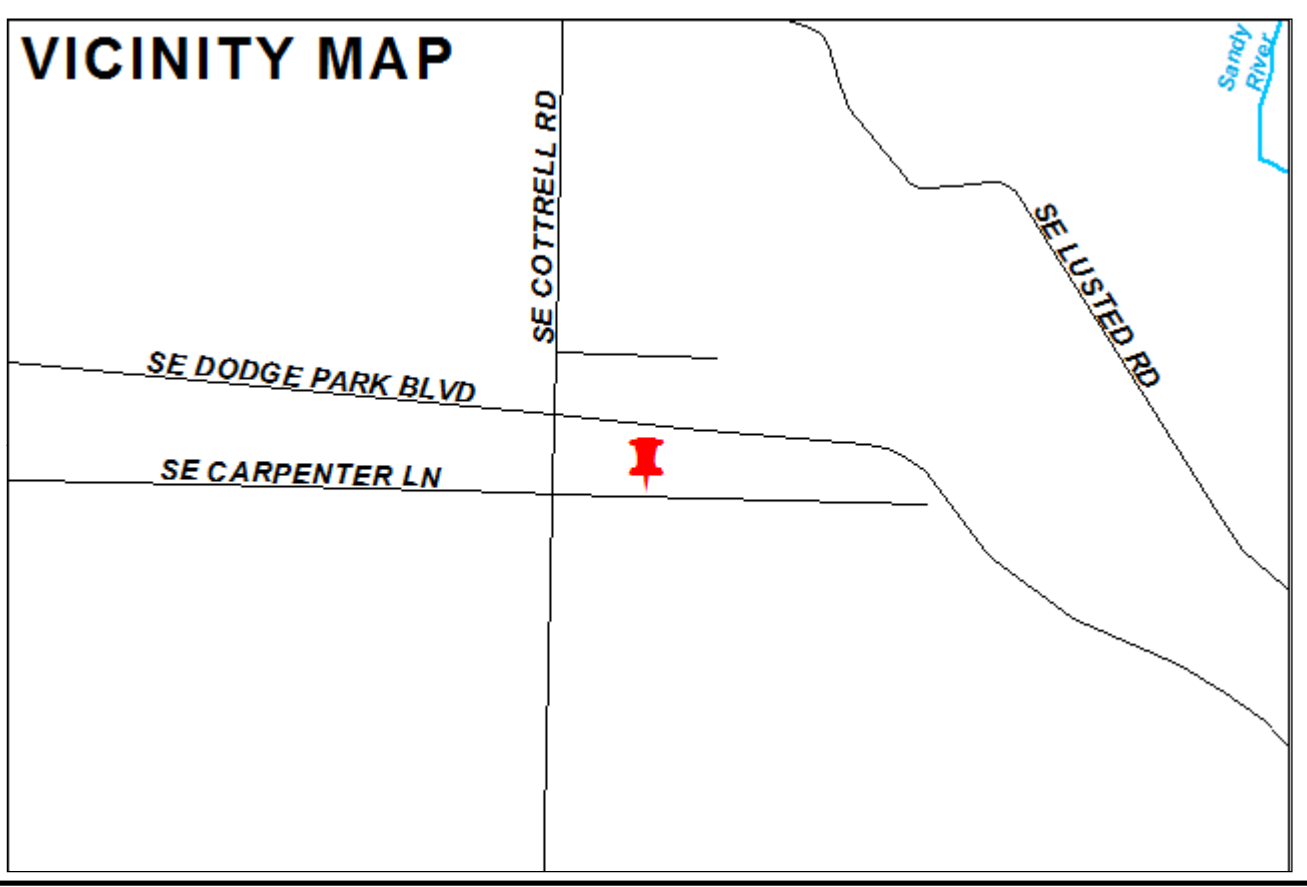 VICINITY MAP
Sandy
River
SE COTTRELL RD
SE LUSTED RD
SE DODGE PARK BLVD
SE CARPENTER LN